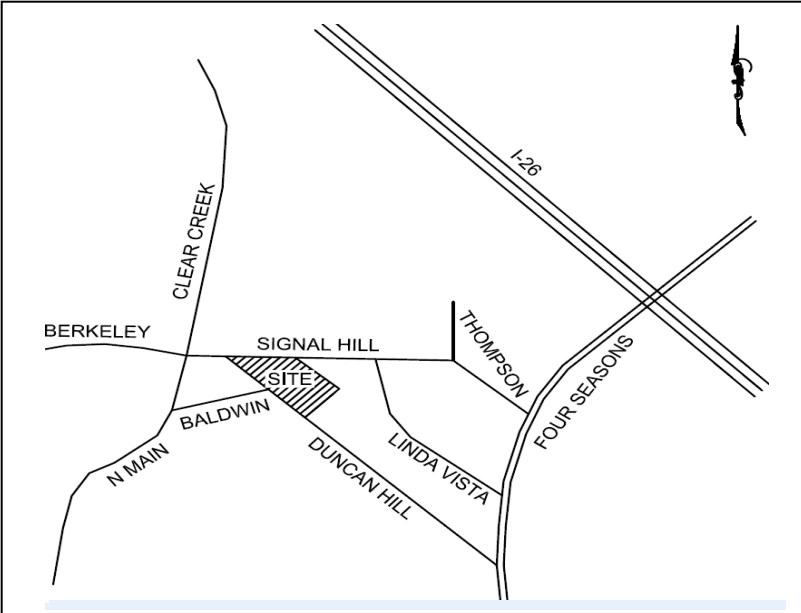 I-26
CLEAR CREEK
BERKELEY
SIGNAL HILL
THOMPSON
FOUR SEASONS
SITE
BALDWIN
N MAIN
DUNCAN HILL
LINDA VISTA